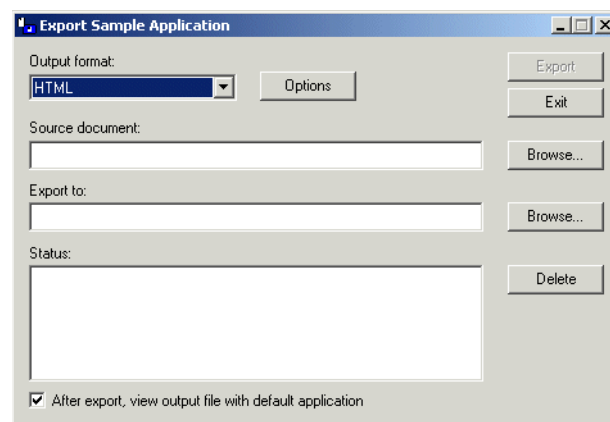 Export Sample Application
Output format:
HTML
Options
Export
Exit
Source document:
Browse...
Export to:
Browse...
Status:
Delete
After export, view output file with default application